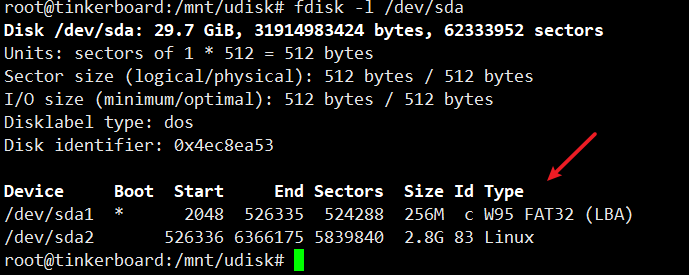 root@tinkerboard:/mnt/udisk# fdisk -l /dev/sda
Disk /dev/sda: 29.7 GiB, 31914983424 bytes, 62333952 sectors
Units: sectors of 1 * 512 = 512 bytes
Sector size (logical/physical): 512 bytes / 512 bytes
I/O size (minimum/optimal): 512 bytes / 512 bytes
Disklabel type: dos
Disk identifier: 0x4ec8ea53
Device     Boot  Start     End Sectors  Size Id Type
/dev/sda1  *      2048  526335  524288  256M  c W95 FAT32 (LBA)
/dev/sda2       526336 6366175 5839840  2.8G 83 Linux
root@tinkerboard:/mnt/udisk#